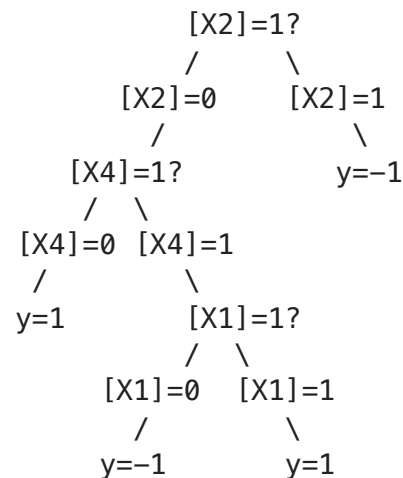 [X2]=1?
/ \
[X2]=0 [X2]=1
/ \
[X4]=1? y=−1
/ \
[X4]=0 [X4]=1
/ \
y=1 [X1]=1?
/ \
[X1]=0 [X1]=1
/ \
y=−1 y=1